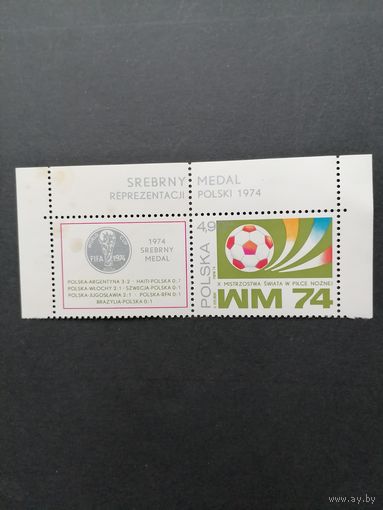 SREBRNY MEDAL
REPREZENTACJI POLSKI 1974
FIFA 1974
1974
SREBRNY
MEDAL
POLSKA-ARGENTYNA 3:2 · HAITI-POLSKA 0:7
POLSKA-WŁOCHY 2:1 · SZWECJA-POLSKA 0:1
POLSKA-JUGOSŁAWIA 2:1 · POLSKA-RFN 0:1
BRAZYLIA-POLSKA 0:1
4,90
POLSKA
X MISTRZOSTWA ŚWIATA W PIŁCE NOŻNEJ
WM 74
ay.by